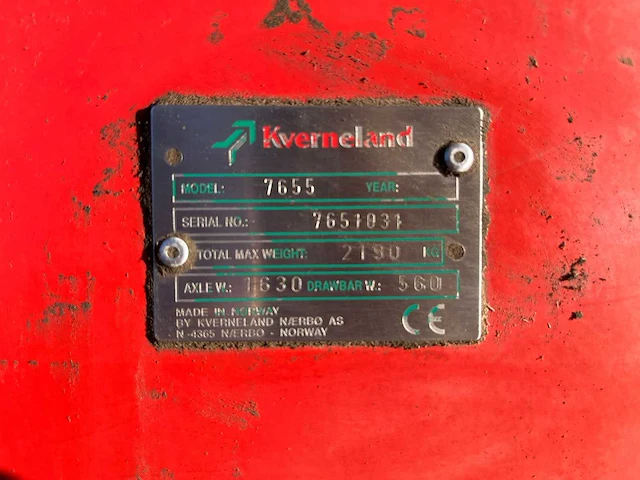 Kverneland
MODEL: 7655 YEAR:
SERIAL NO.: 7651031
TOTAL MAX WEIGHT: 2190 KG
AXLE W.: 1630 DRAWBAR W.: 560
MADE IN NORWAY
BY KVERNELAND NÆRBO AS
N-4365 NÆRBO - NORWAY
CE